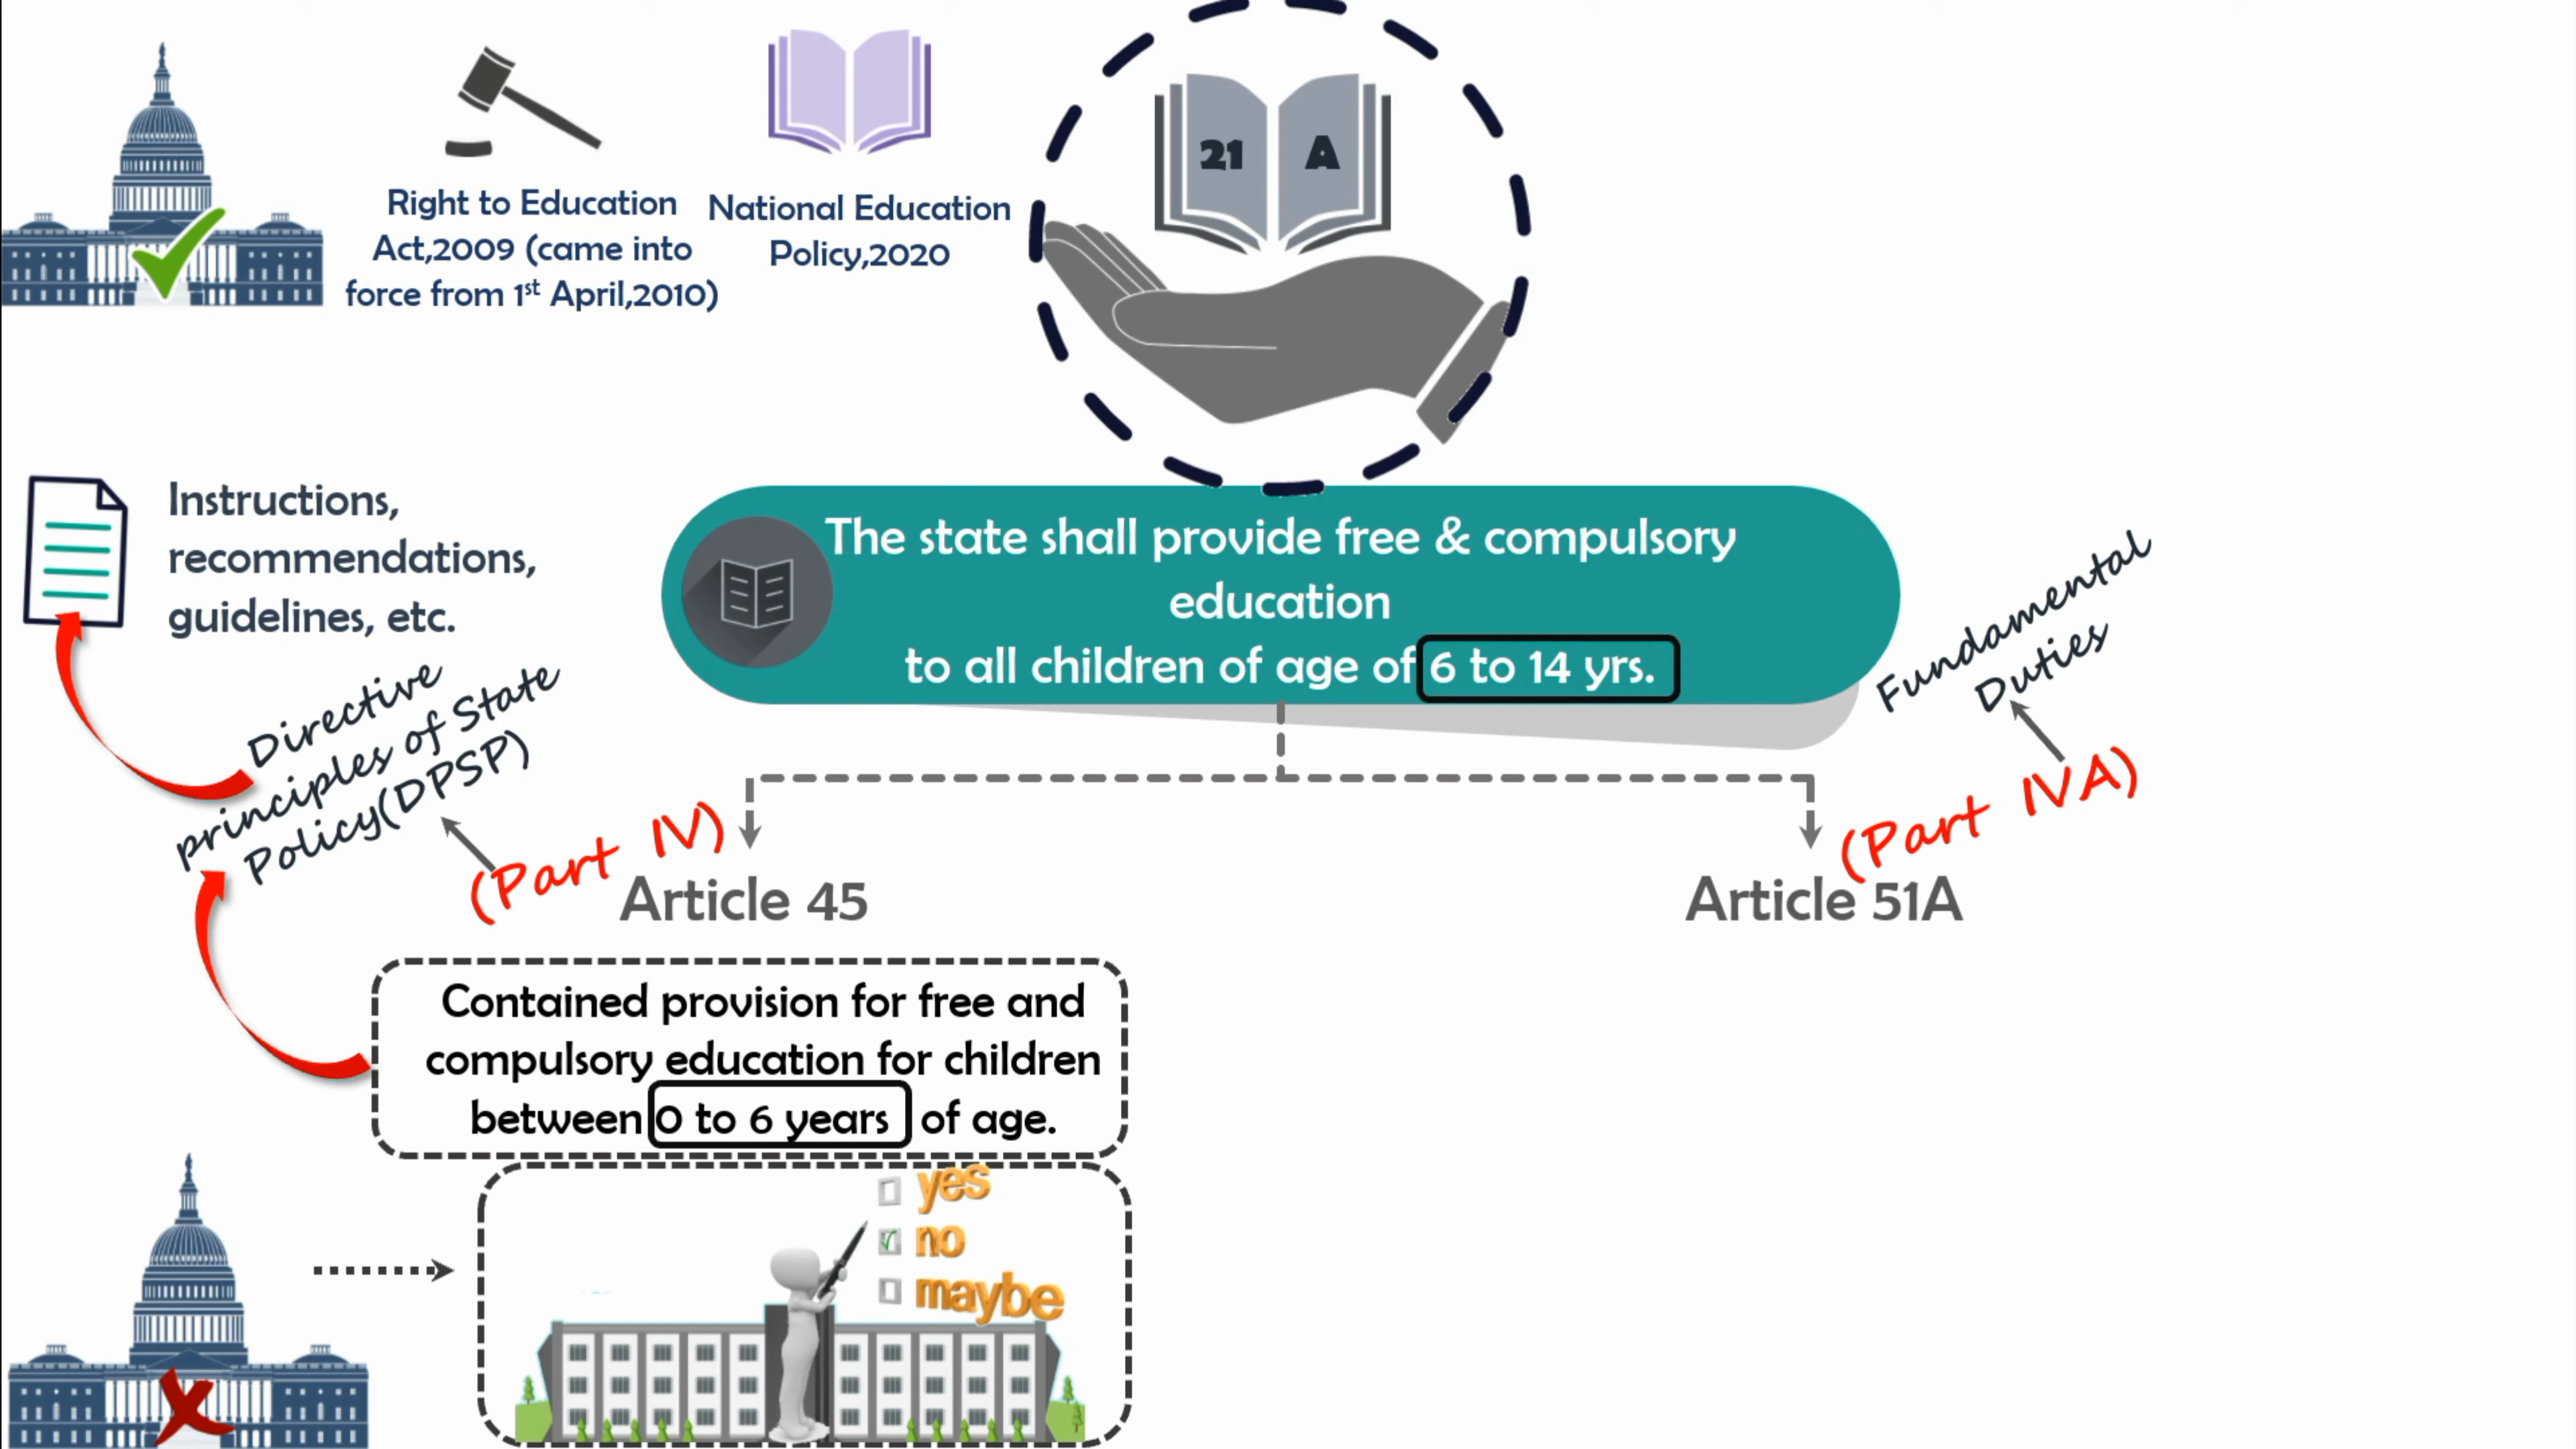 Right to Education
Act,2009 (came into
force from 1st April,2010)
National Education
Policy,2020
21 A
Instructions,
recommendations,
guidelines, etc.
The state shall provide free & compulsory
education
to all children of age of 6 to 14 yrs.
Directive
principles of State
Policy(DPSP)
Fundamental
Duties
(Part IV)
(Part IVA)
Article 45
Article 51A
Contained provision for free and
compulsory education for children
between 0 to 6 years of age.
yes
no
maybe